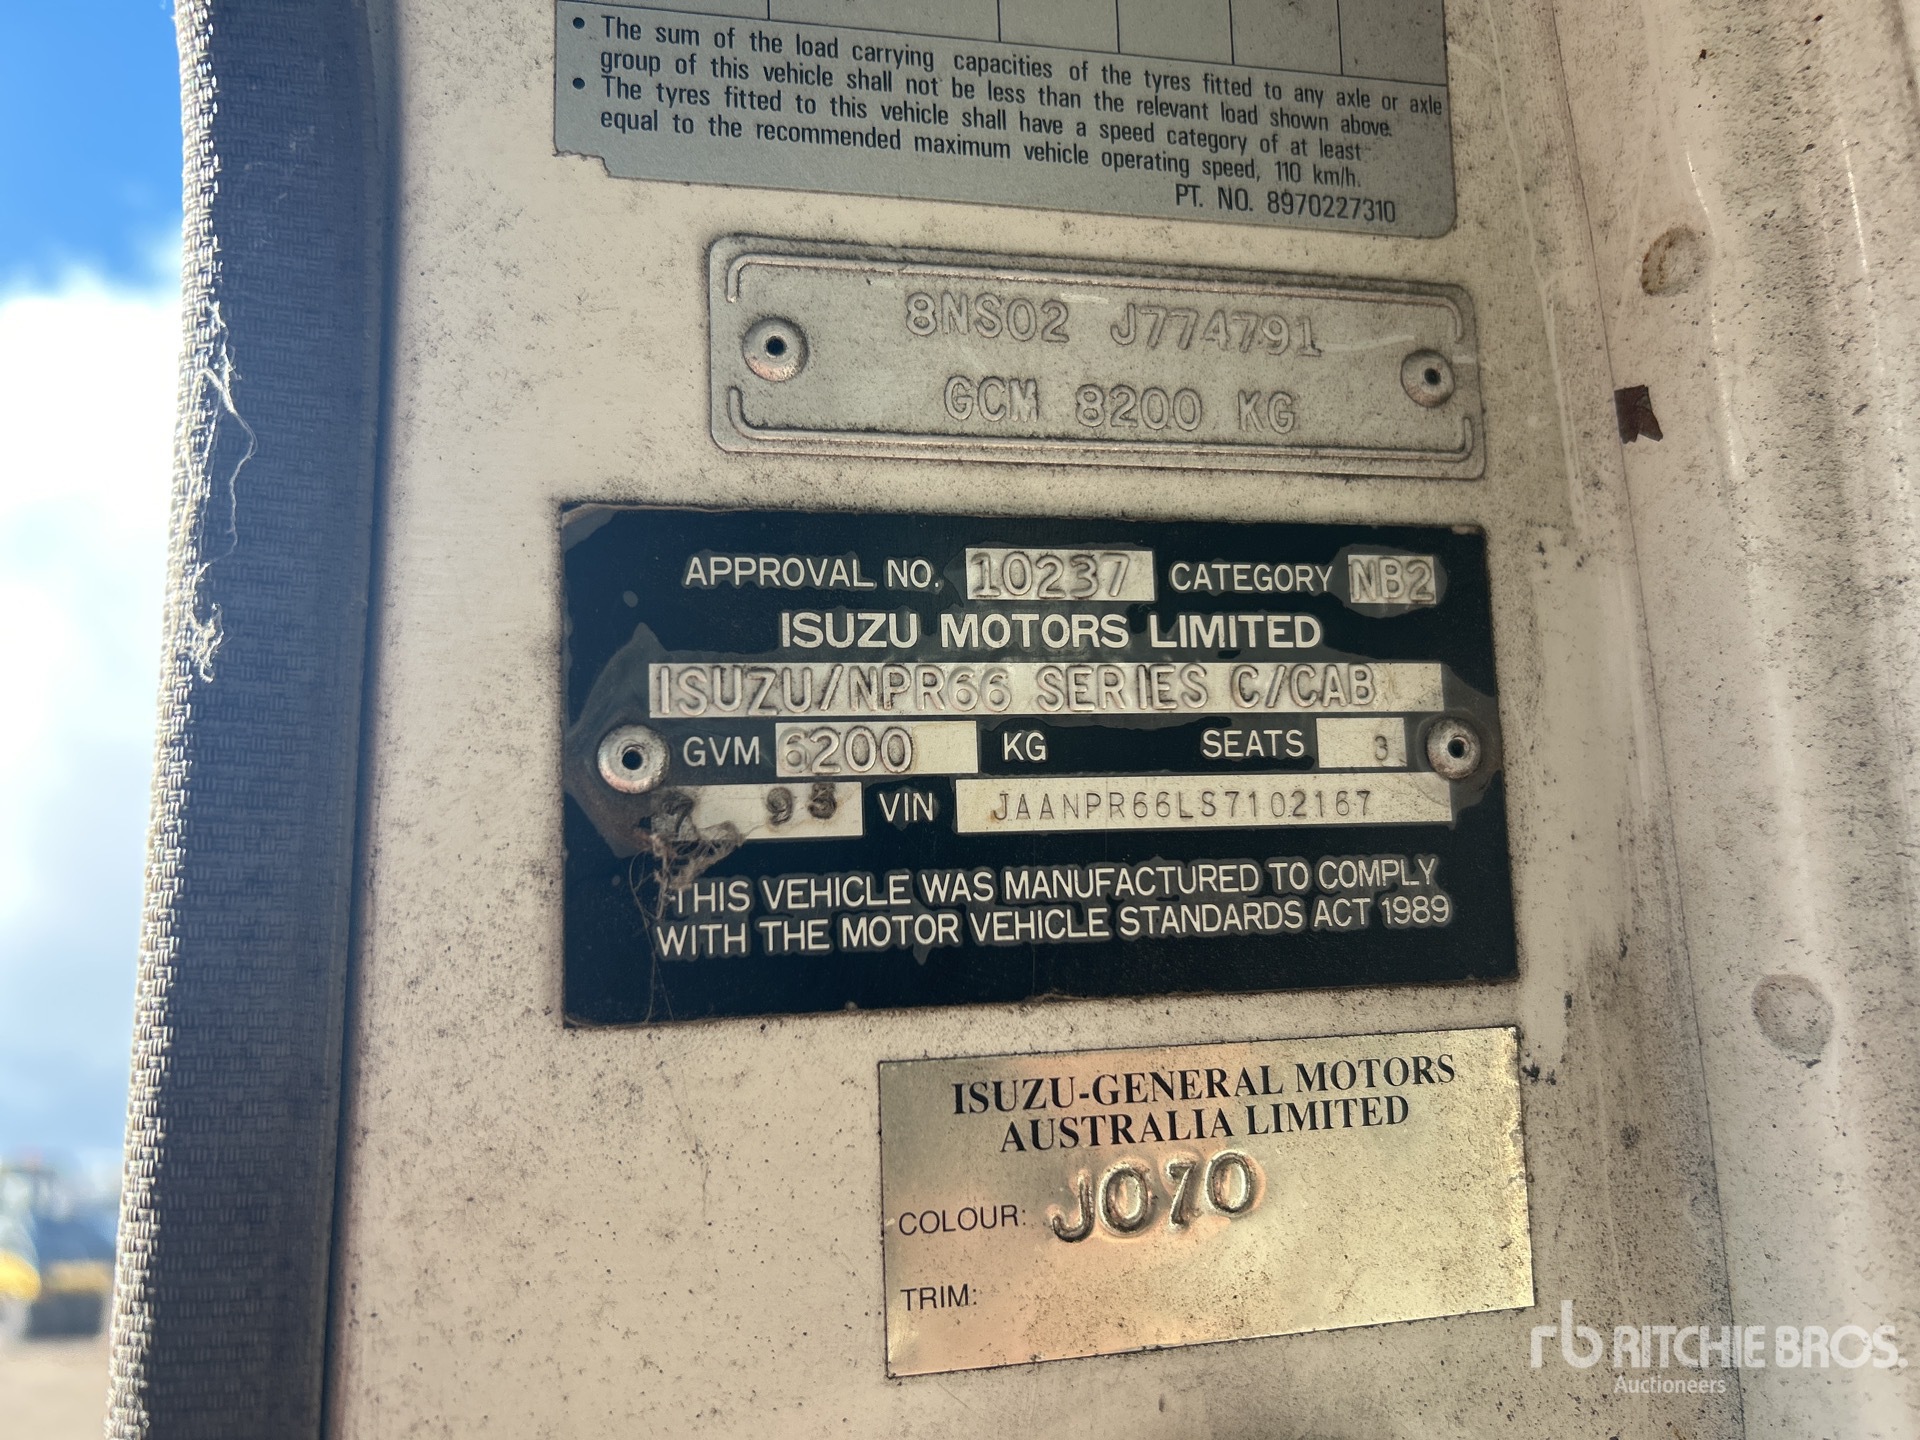 • The sum of the load carrying capacities of the tyres fitted to any axle or axle
group of this vehicle shall not be less than the relevant load shown above.
• The tyres fitted to this vehicle shall have a speed category of at least
equal to the recommended maximum vehicle operating speed, 110 km/h.
PT. NO. 8970227310
8NS02 J774791
GCM 8200 KG
APPROVAL NO. 10237 CATEGORY NB2
ISUZU MOTORS LIMITED
ISUZU/NPR66 SERIES C/CAB
GVM 6200 KG SEATS 3
7 95 VIN JAANPR66LS7102167
THIS VEHICLE WAS MANUFACTURED TO COMPLY
WITH THE MOTOR VEHICLE STANDARDS ACT 1989
ISUZU-GENERAL MOTORS
AUSTRALIA LIMITED
COLOUR: J070
TRIM:
rb RITCHIE BROS.
Auctioneers